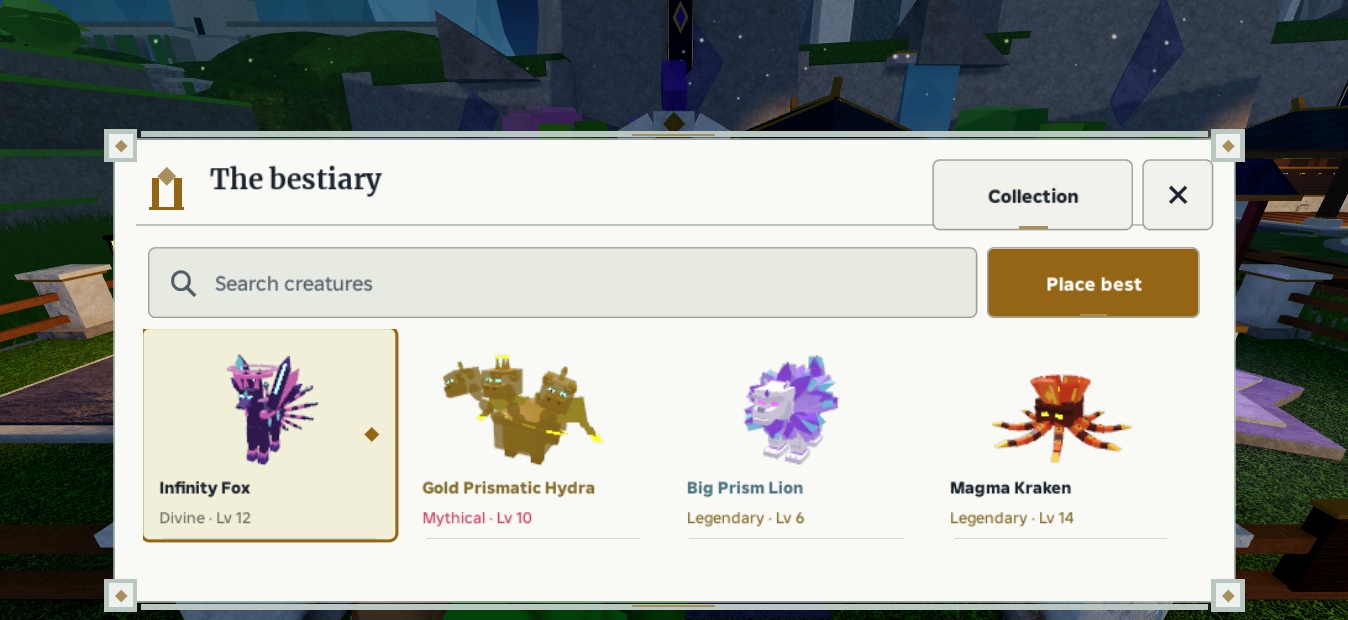 The bestiary
Collection
Search creatures
Place best
Infinity Fox
Divine · Lv 12
Gold Prismatic Hydra
Mythical · Lv 10
Big Prism Lion
Legendary · Lv 6
Magma Kraken
Legendary · Lv 14